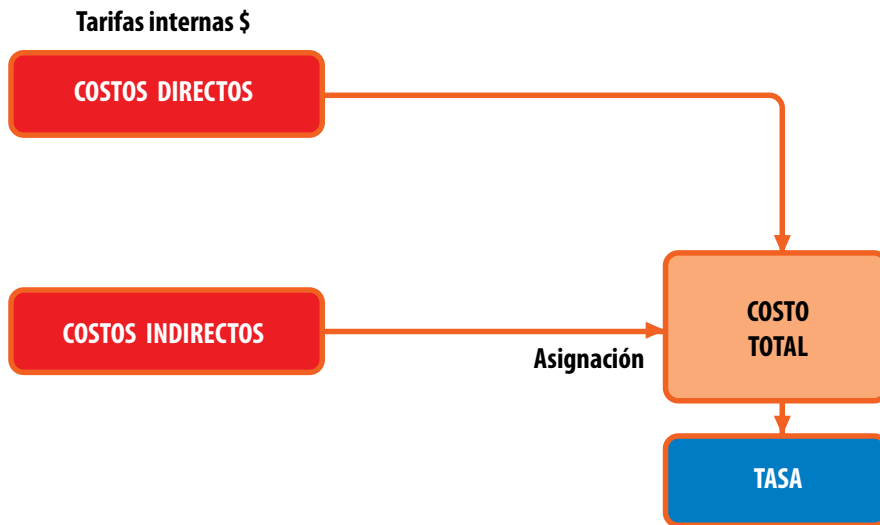 Tarifas internas $
COSTOS DIRECTOS
COSTOS INDIRECTOS
Asignación
COSTO
TOTAL
TASA